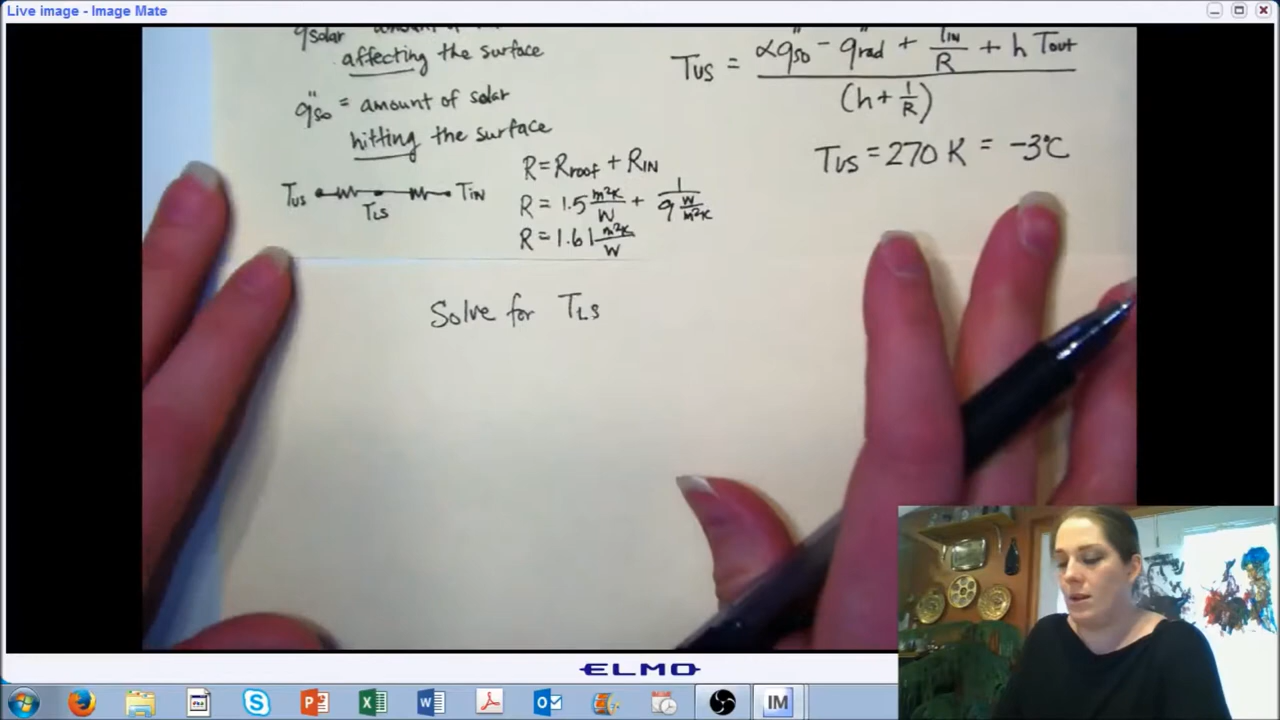 Live image - Image Mate
q"solar
affecting the surface
q"so = amount of solar
hitting the surface
TUS TLS TIN
R = Rroof + RIN
R = 1.5 m²K/W + 1/(9 W/m²K)
R = 1.61 m²K/W
TUS = (αq"so - q"rad + TIN/R + h Tout) / (h + 1/R)
TUS = 270 K = -3°C
Solve for TLS
ELMO
IM